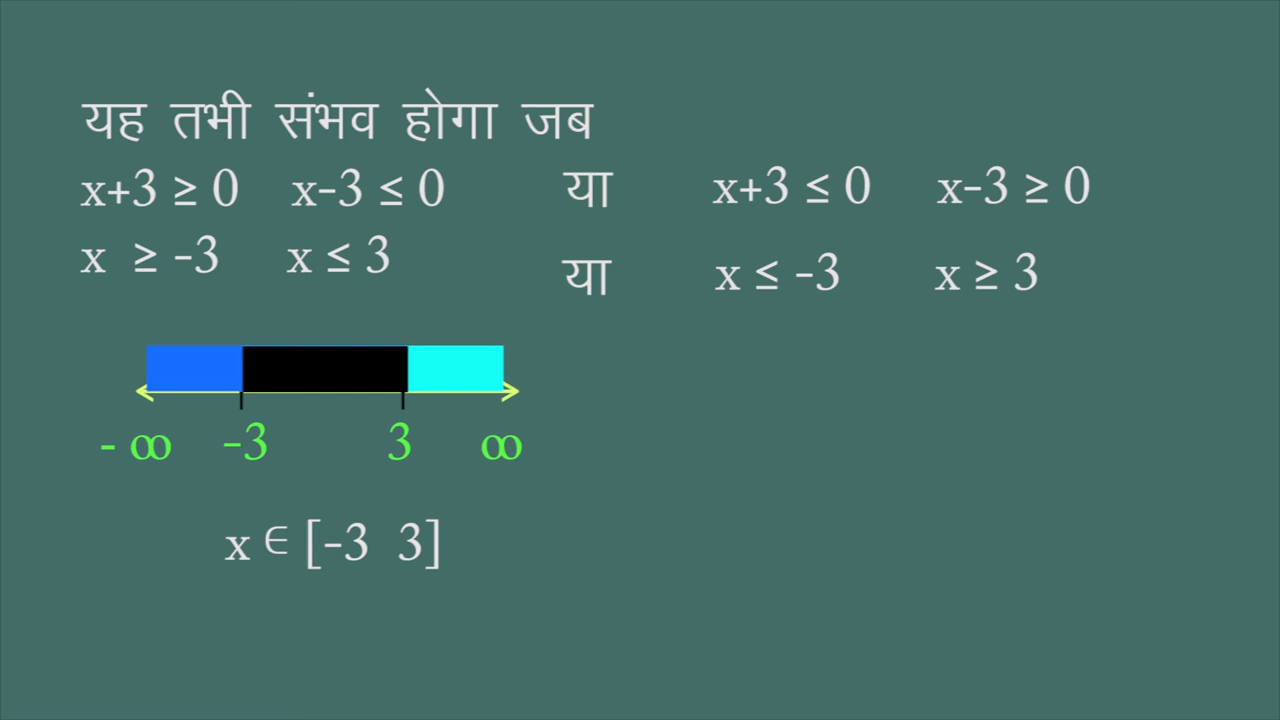 यह तभी संभव होगा जब
x+3 ≥ 0 x-3 ≤ 0 या x+3 ≤ 0 x-3 ≥ 0
x ≥ -3 x ≤ 3 या x ≤ -3 x ≥ 3
- ∞ -3 3 ∞
x ∈ [-3 3]